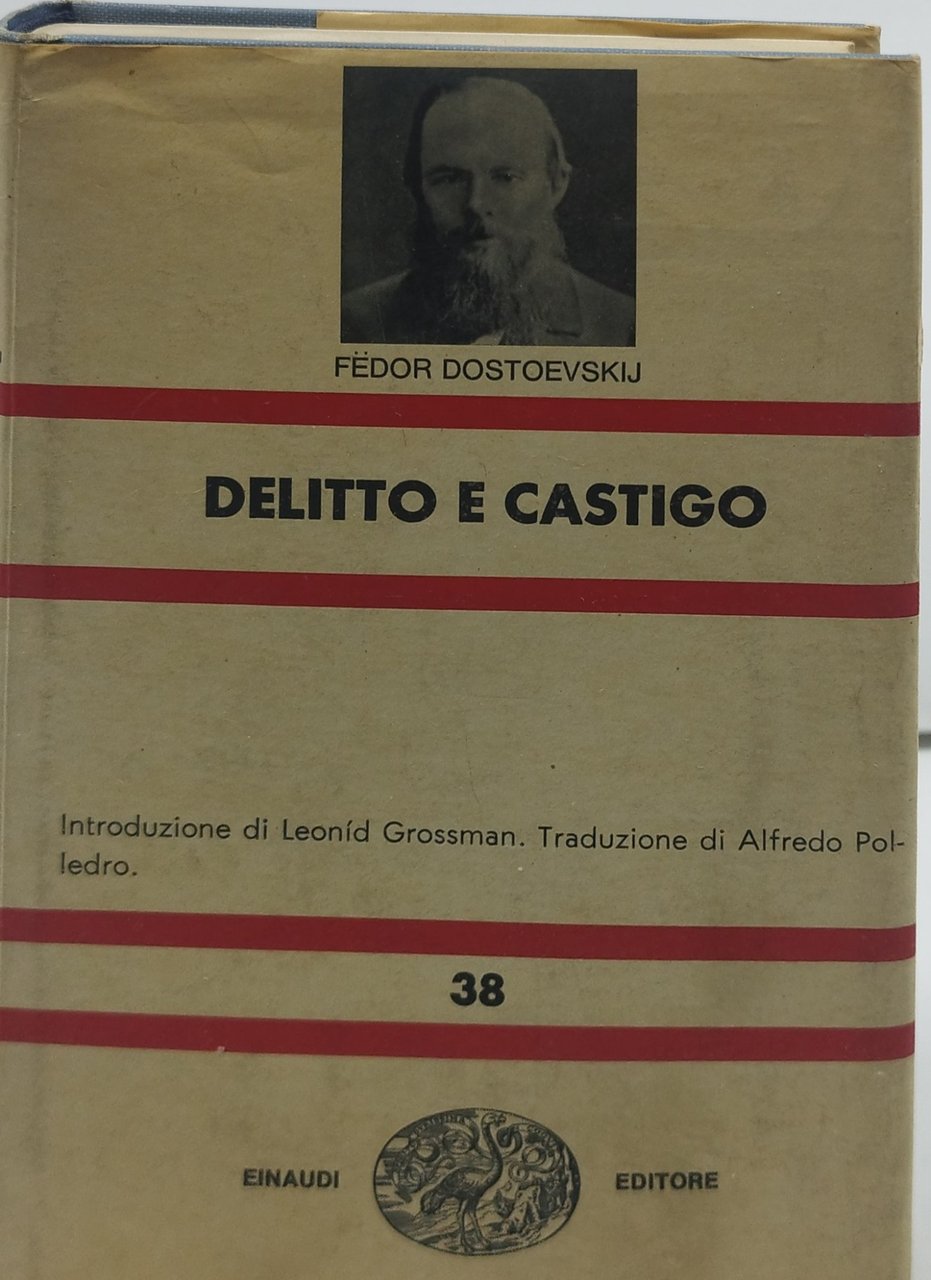 FËDOR DOSTOEVSKIJ
DELITTO E CASTIGO
Introduzione di Leoníd Grossman. Traduzione di Alfredo Pol-
ledro.
38
EINAUDI
EDITORE